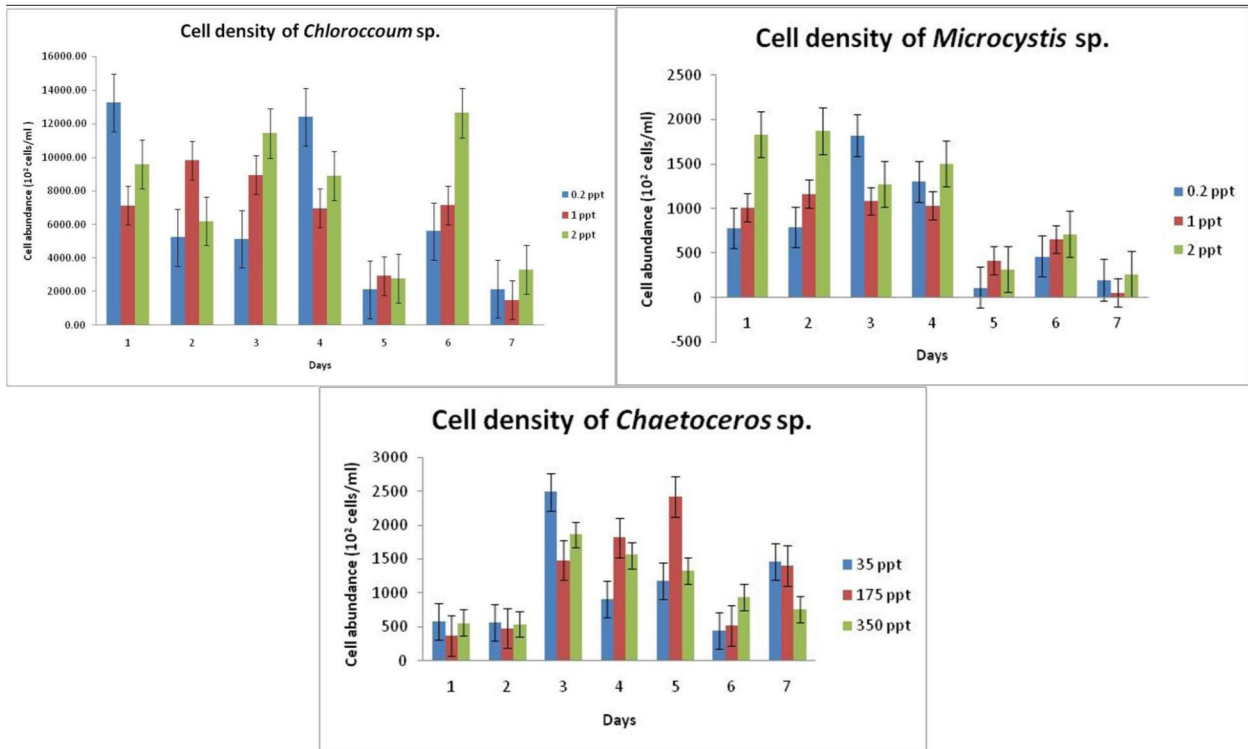 Cell density of Chloroccoum sp.
Cell abundance (10² cells/ml)
16000.00
14000.00
12000.00
10000.00
8000.00
6000.00
4000.00
2000.00
0.00
1 2 3 4 5 6 7
Days
0.2 ppt
1 ppt
2 ppt
Cell density of Microcystis sp.
Cell abundance (10² cells/ml)
2500
2000
1500
1000
500
0
-500
1 2 3 4 5 6 7
Days
0.2 ppt
1 ppt
2 ppt
Cell density of Chaetoceros sp.
Cell abundance (10² cells/ml)
3000
2500
2000
1500
1000
500
0
1 2 3 4 5 6 7
Days
35 ppt
175 ppt
350 ppt